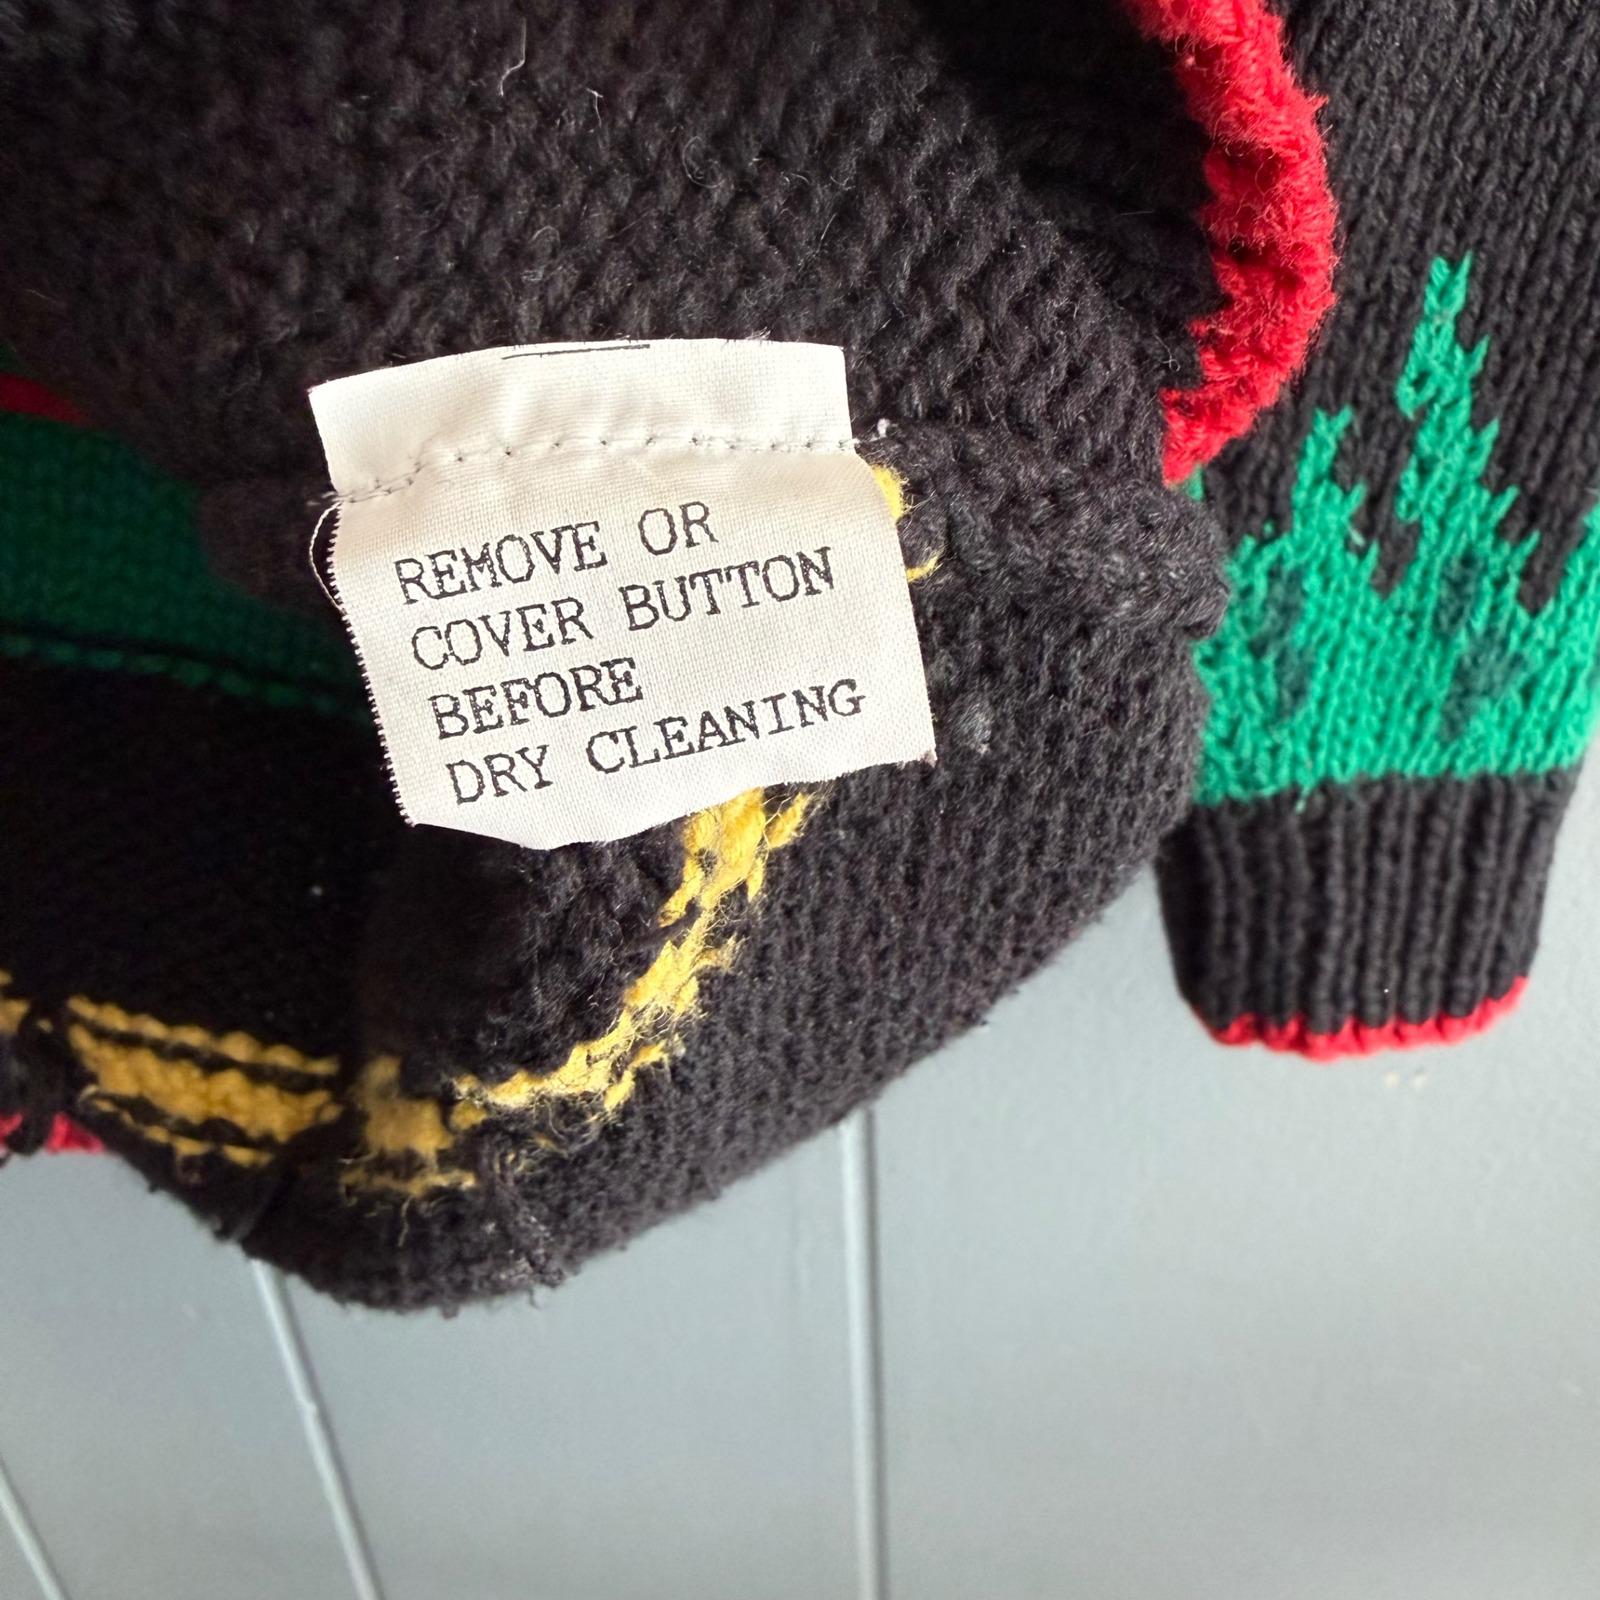 REMOVE OR
COVER BUTTON
BEFORE
DRY CLEANING